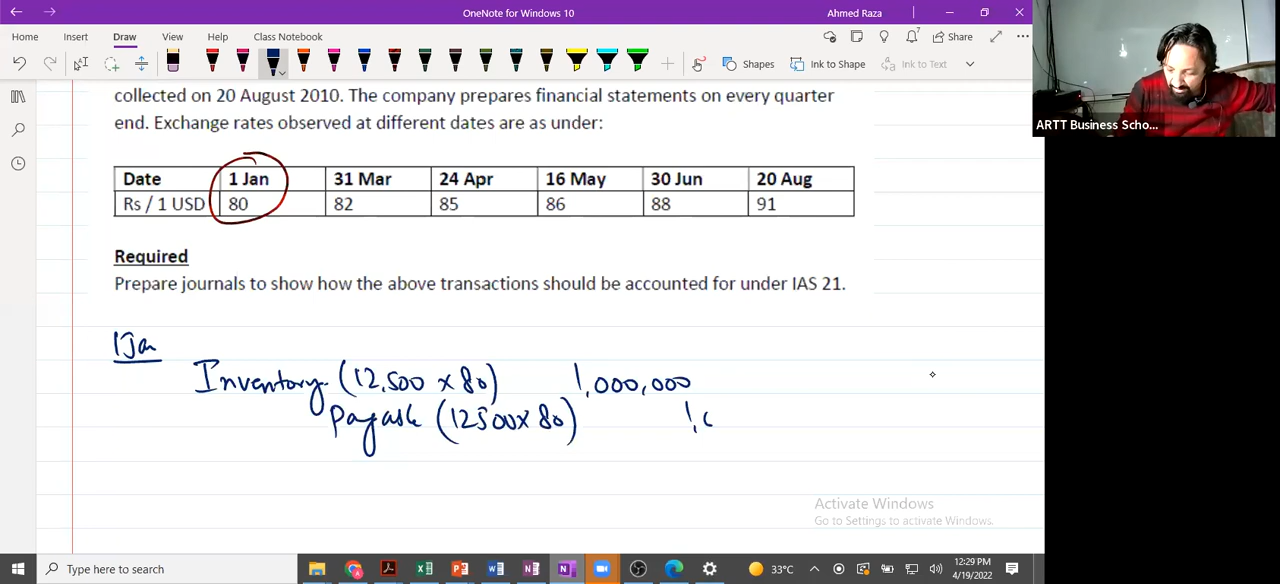 OneNote for Windows 10
Ahmed Raza
Home Insert Draw View Help Class Notebook
Share
Shapes Ink to Shape Ink to Text
collected on 20 August 2010. The company prepares financial statements on every quarter
end. Exchange rates observed at different dates are as under:
Date 1 Jan 31 Mar 24 Apr 16 May 30 Jun 20 Aug
Rs / 1 USD 80 82 85 86 88 91
Required
Prepare journals to show how the above transactions should be accounted for under IAS 21.
1 Jan
Inventory (12,500 x 80) 1,000,000
Payable (12500 x 80) 1,0
Activate Windows
Go to Settings to activate Windows.
ARTT Business Scho...
Type here to search
33°C
12:29 PM
4/19/2022